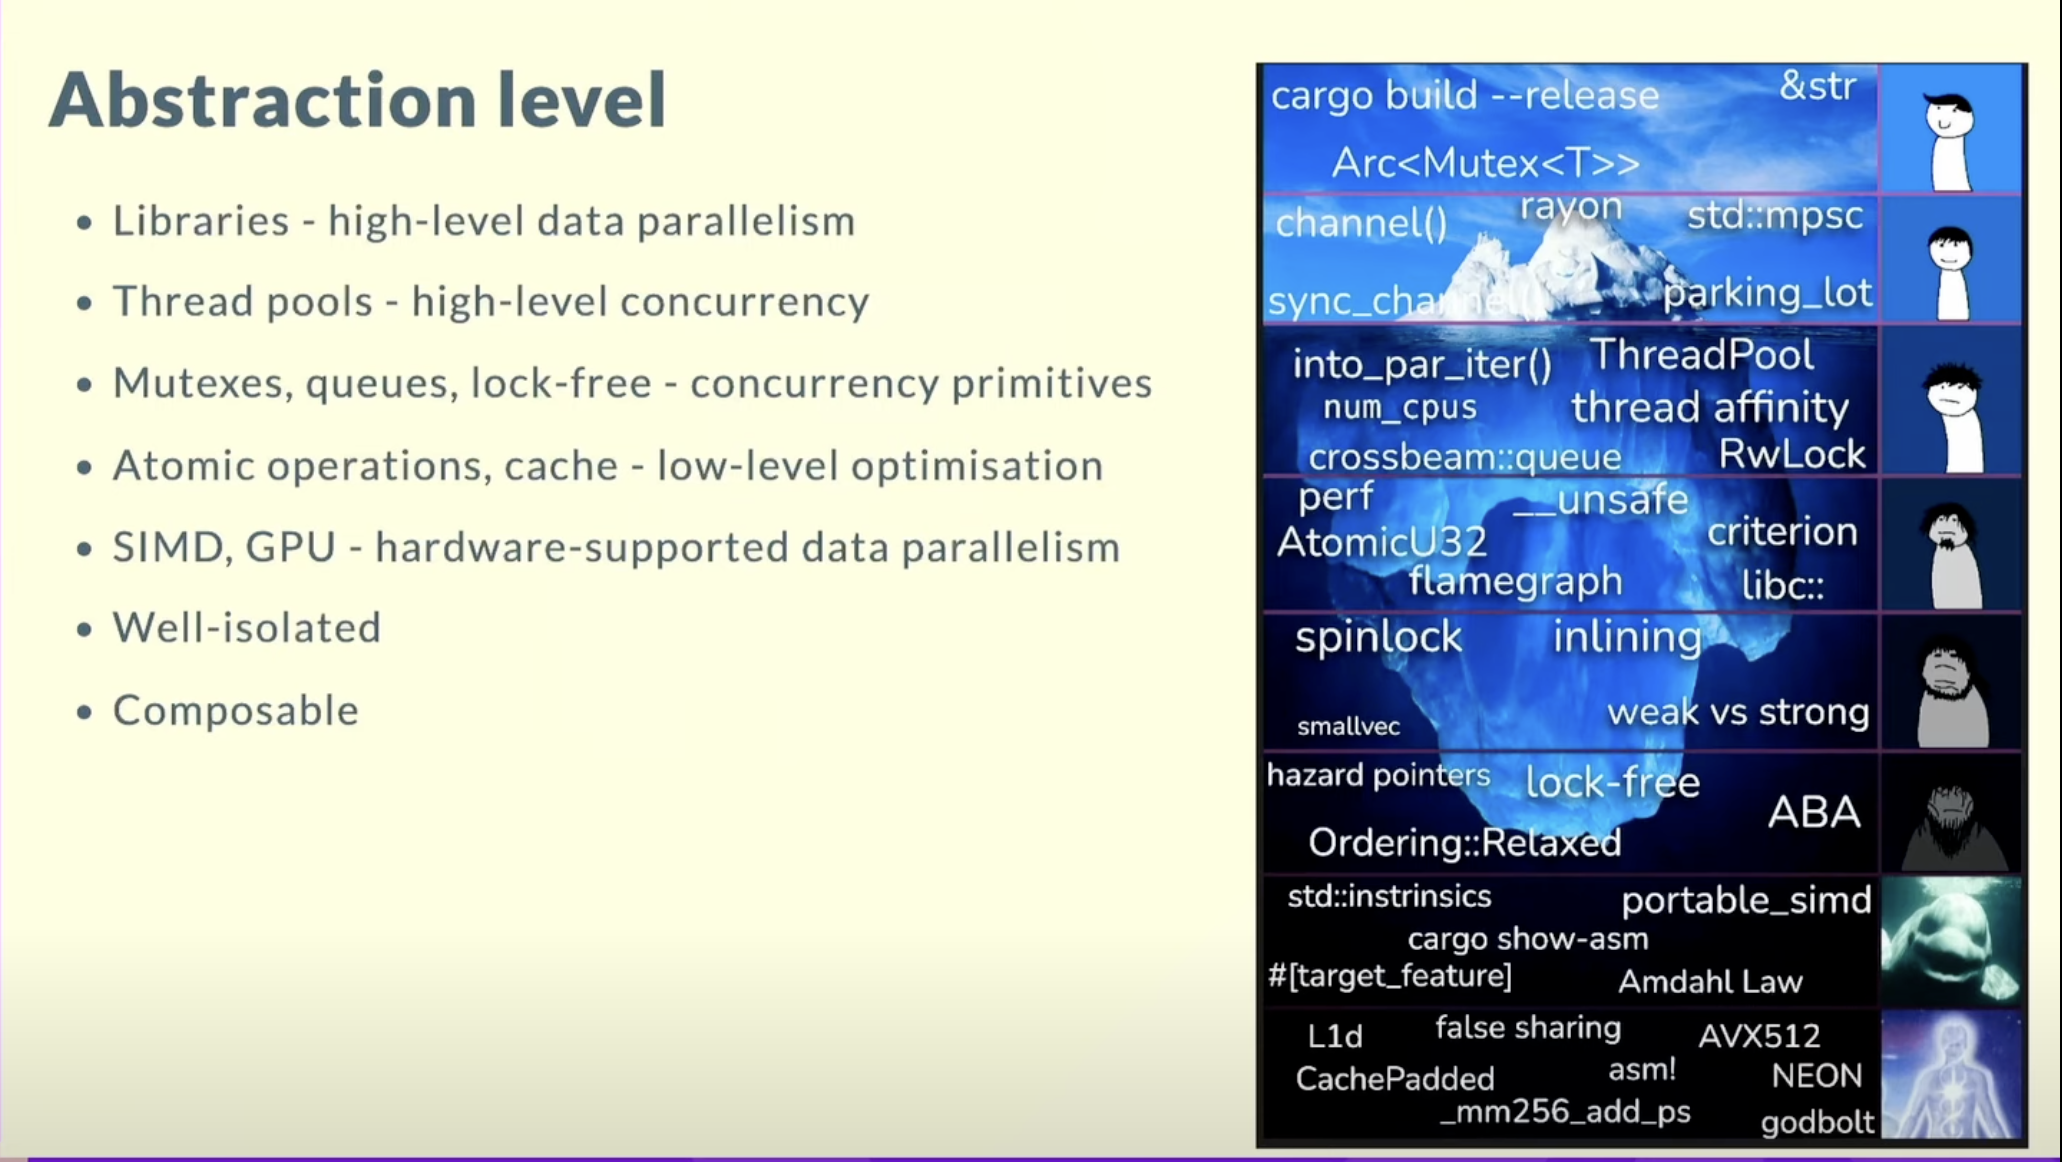 Abstraction level
• Libraries - high-level data parallelism
• Thread pools - high-level concurrency
• Mutexes, queues, lock-free - concurrency primitives
• Atomic operations, cache - low-level optimisation
• SIMD, GPU - hardware-supported data parallelism
• Well-isolated
• Composable
cargo build --release
&str
Arc<Mutex<T>>
channel()
rayon
std::mpsc
sync_channel()
parking_lot
into_par_iter()
ThreadPool
num_cpus
thread affinity
crossbeam::queue
RwLock
perf
__unsafe
AtomicU32
criterion
flamegraph
libc::
spinlock
inlining
smallvec
weak vs strong
hazard pointers
lock-free
ABA
Ordering::Relaxed
std::instrinsics
portable_simd
cargo show-asm
#[target_feature]
Amdahl Law
L1d
false sharing
AVX512
CachePadded
asm!
NEON
_mm256_add_ps
godbolt